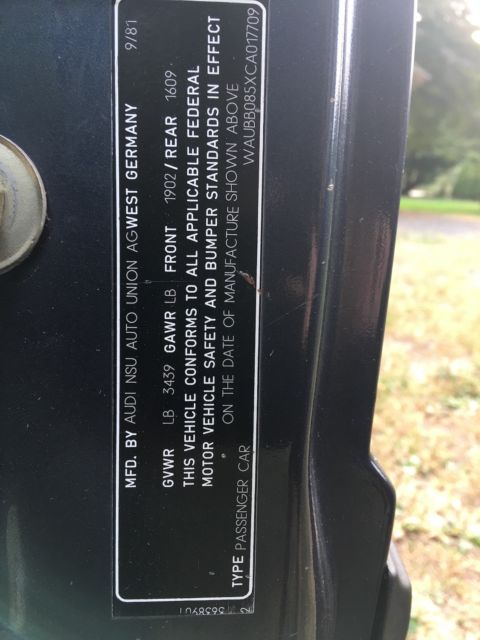 MFD. BY AUDI NSU AUTO UNION AG WEST GERMANY 9/81
GVWR LB 3439 GAWR LB FRONT 1902/REAR 1609
THIS VEHICLE CONFORMS TO ALL APPLICABLE FEDERAL
MOTOR VEHICLE SAFETY AND BUMPER STANDARDS IN EFFECT
ON THE DATE OF MANUFACTURE SHOWN ABOVE
TYPE PASSENGER CAR WAUBB085XCA017709